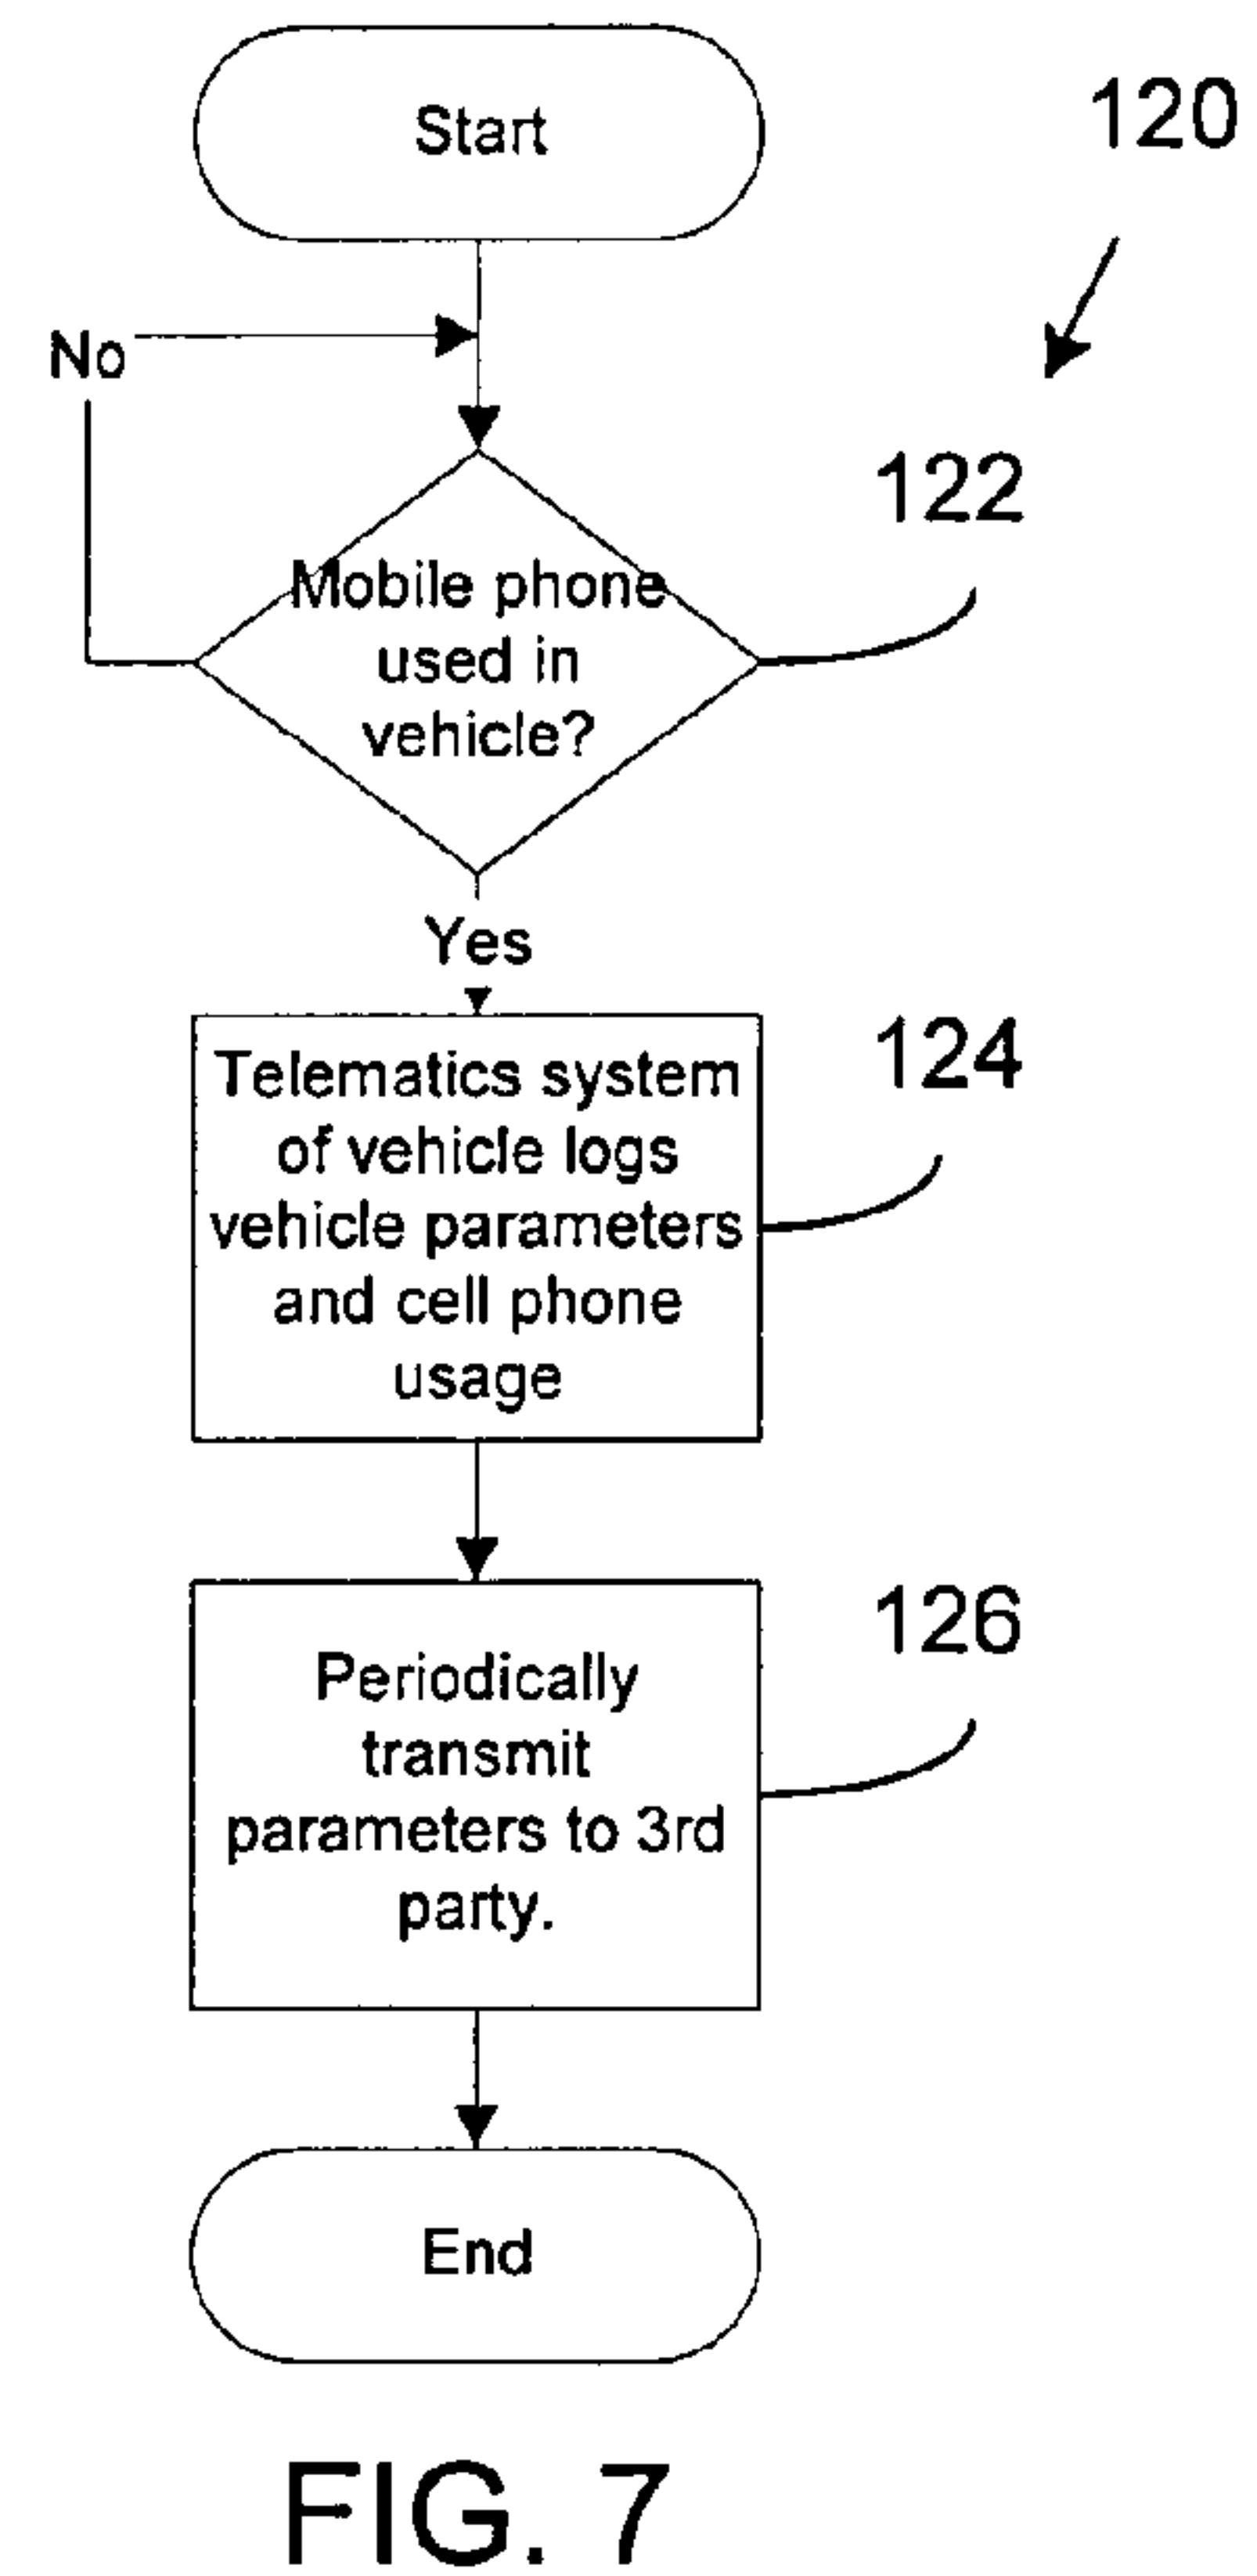 Start
120
No
122
Mobile phone
used in
vehicle?
Yes
124
Telematics system
of vehicle logs
vehicle parameters
and cell phone
usage
126
Periodically
transmit
parameters to 3rd
party.
End
FIG. 7